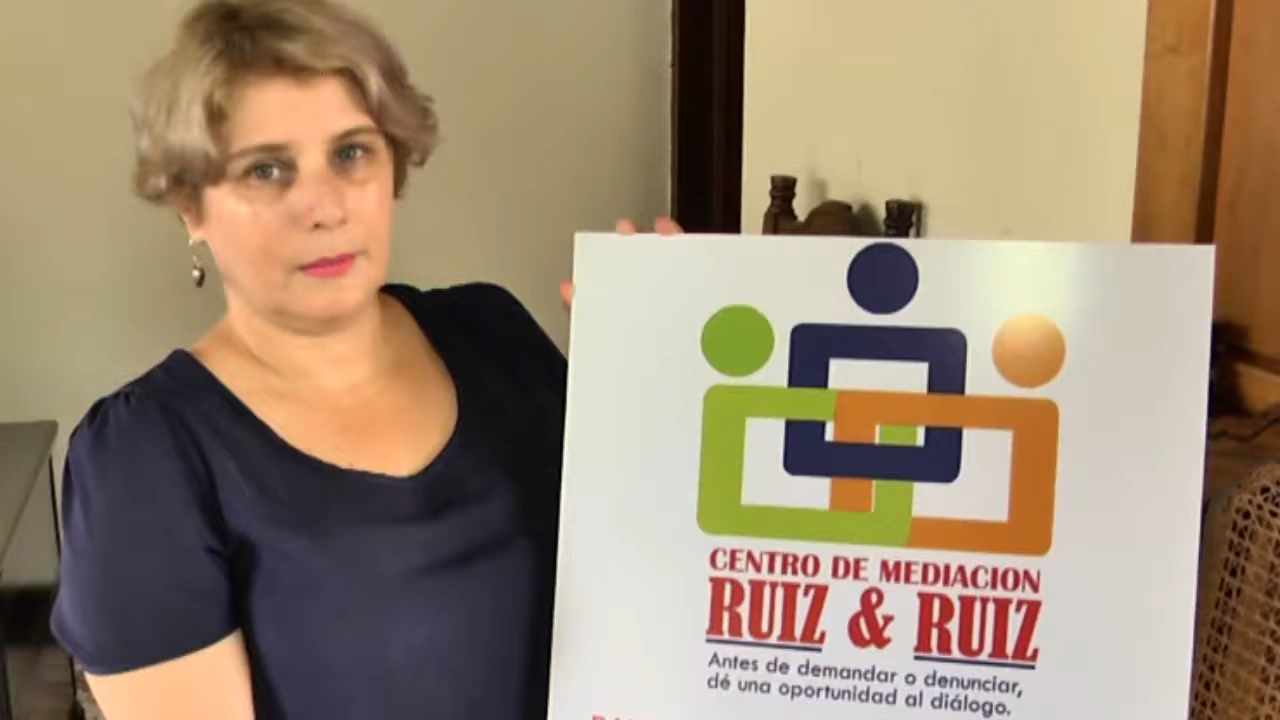 CENTRO DE MEDIACION
RUIZ & RUIZ
Antes de demandar o denunciar,
dé una oportunidad al diálogo.